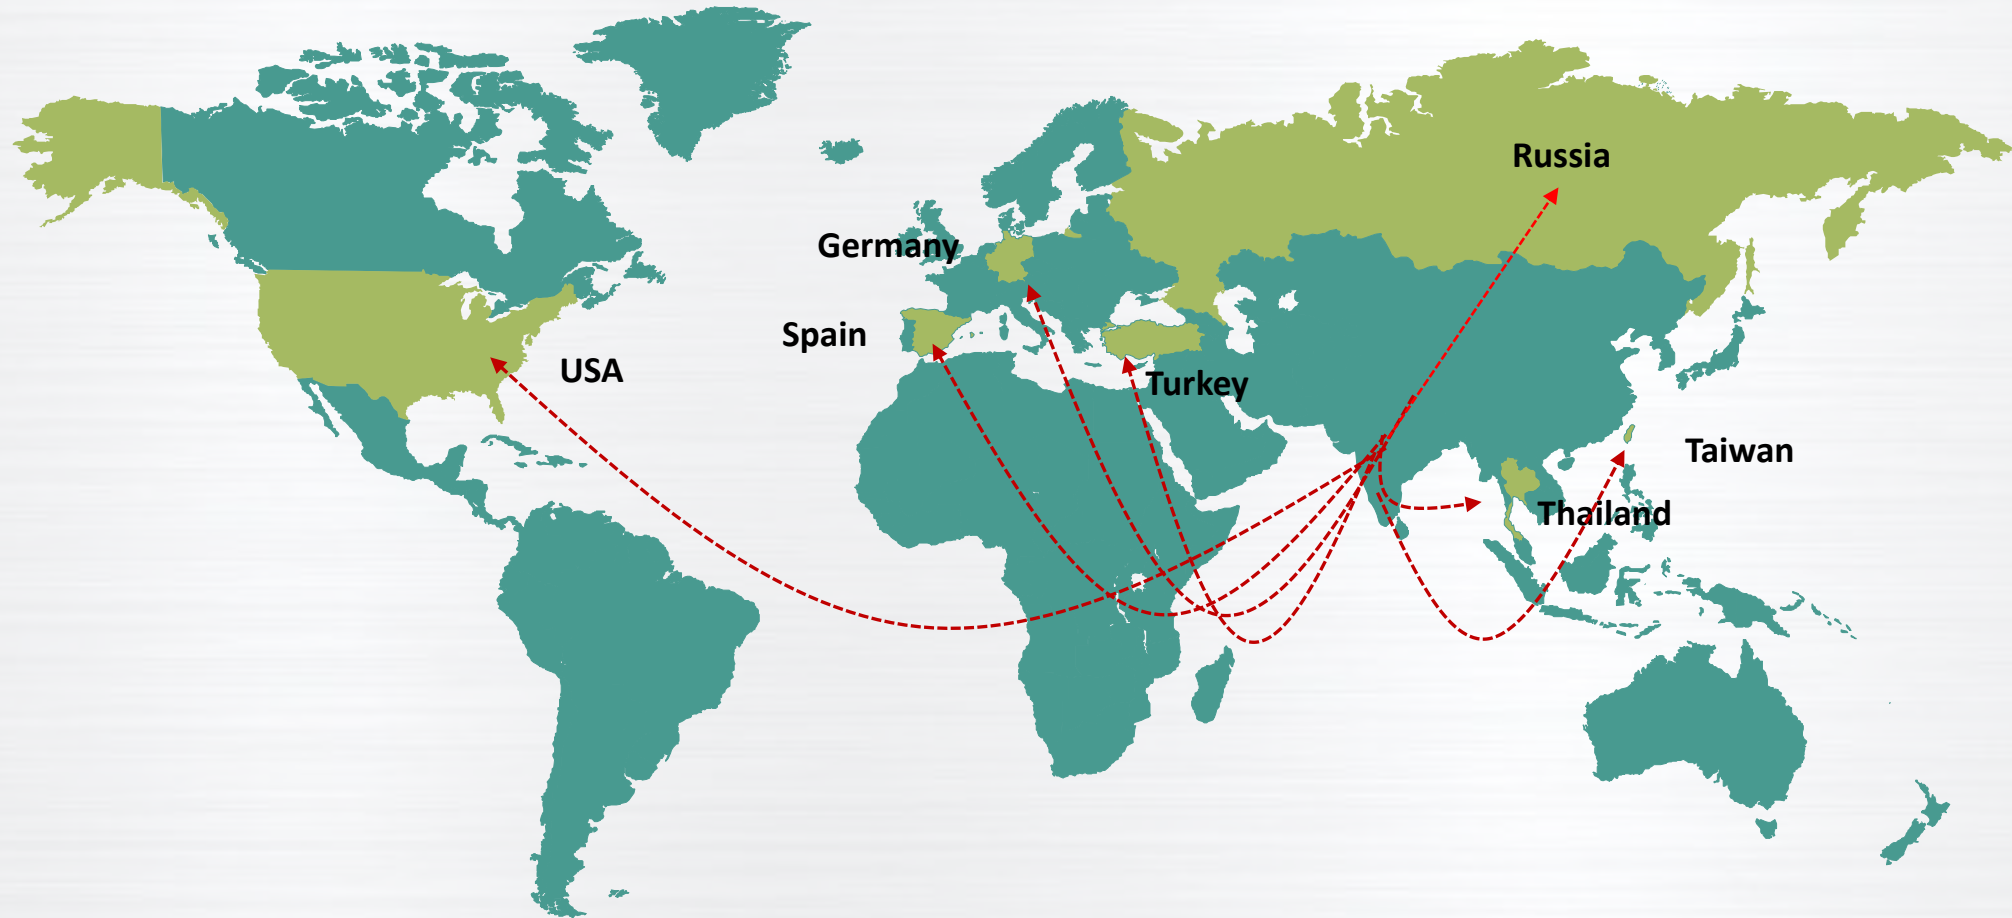 Russia
Germany
Spain
USA
Turkey
Taiwan
Thailand